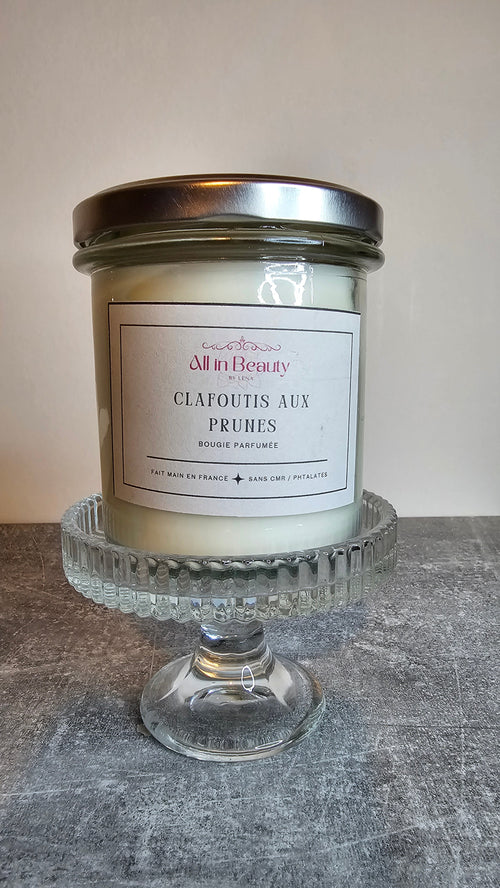 All in Beauty
BY LENA
CLAFOUTIS AUX
PRUNES
BOUGIE PARFUMÉE
FAIT MAIN EN FRANCE ✦ SANS CMR / PHTALATES